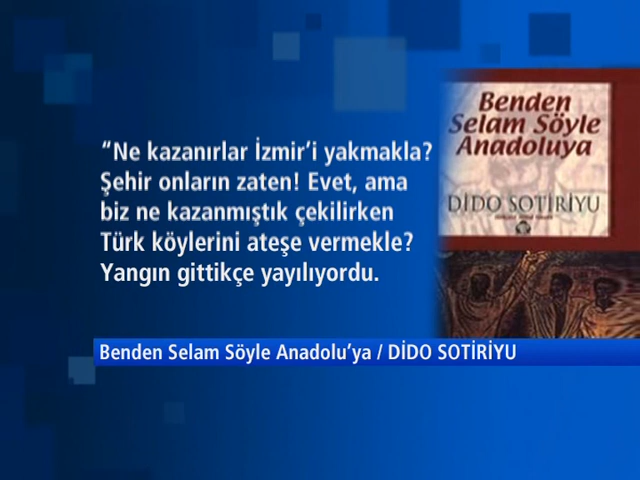 “Ne kazanırlar İzmir’i yakmakla?
Şehir onların zaten! Evet, ama
biz ne kazanmıştık çekilirken
Türk köylerini ateşe vermekle?
Yangın gittikçe yayılıyordu.
Benden
Selam Söyle
Anadoluya
DİDO SOTİRİYU
Benden Selam Söyle Anadolu’ya / DİDO SOTİRİYU